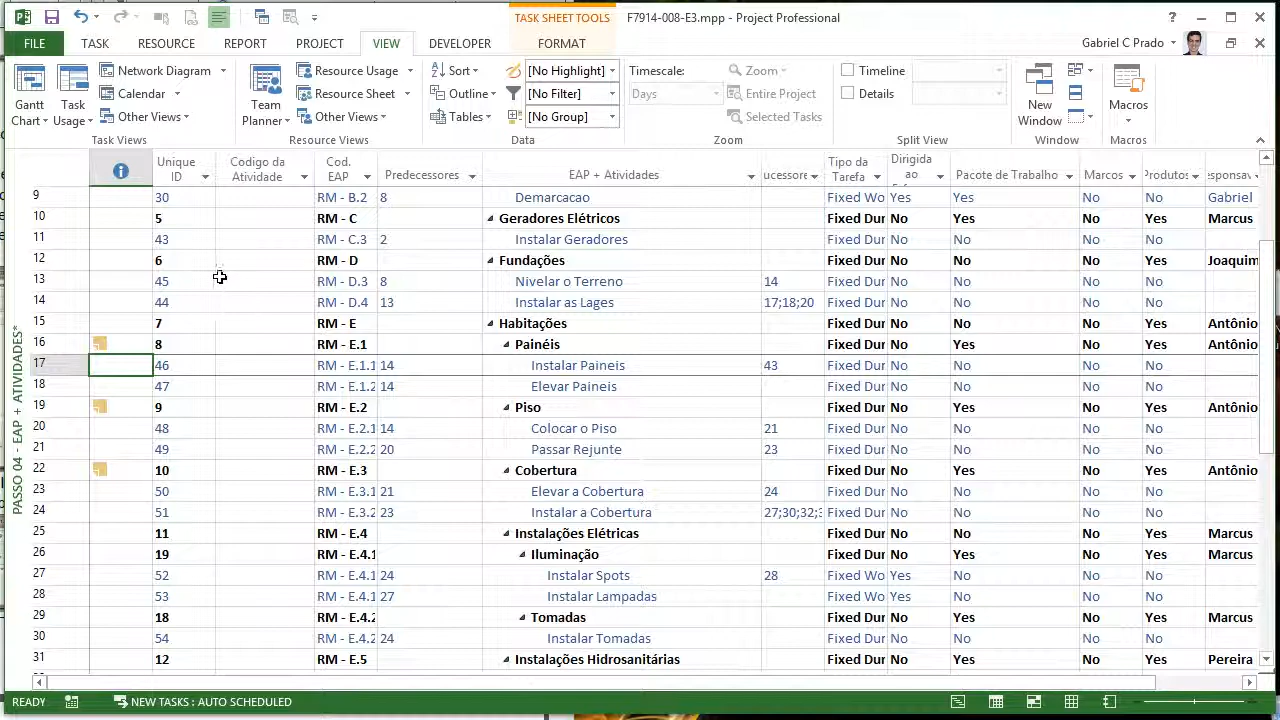 TASK SHEET TOOLS
F7914-008-E3.mpp - Project Professional
FILE TASK RESOURCE REPORT PROJECT VIEW DEVELOPER FORMAT Gabriel C Prado
Gantt Chart
Task Usage
Network Diagram
Calendar
Other Views
Task Views
Team Planner
Resource Usage
Resource Sheet
Other Views
Resource Views
Sort
Outline
Tables
[No Highlight]
[No Filter]
[No Group]
Data
Timescale:
Days
Zoom
Entire Project
Selected Tasks
Zoom
Timeline
Details
Split View
New Window
Window
Macros
Macros
Unique ID Codigo da Atividade Cod. EAP Predecessores EAP + Atividades ucessore Tipo da Tarefa Dirigida ao Pacote de Trabalho Marcos Produtos
9 30 RM - B.2 8 Demarcacao Fixed Wo Yes Yes No No Gabriel
10 5 RM - C Geradores Elétricos Fixed Dur No Yes No Yes Marcus
11 43 RM - C.3 2 Instalar Geradores Fixed Dur No No No No
12 6 RM - D Fundações Fixed Dur No No No Yes Joaquim
13 45 RM - D.3 8 Nivelar o Terreno 14 Fixed Dur No No No No
14 44 RM - D.4 13 Instalar as Lages 17;18;20 Fixed Dur No No No No
15 7 RM - E Habitações Fixed Dur No No No Yes Antônio
16 8 RM - E.1 Painéis Fixed Dur No Yes No Yes Antônio
17 46 RM - E.1.1 14 Instalar Paineis 43 Fixed Dur No No No No
18 47 RM - E.1.2 14 Elevar Paineis Fixed Dur No No No No
19 9 RM - E.2 Piso Fixed Dur No Yes No Yes Antônio
20 48 RM - E.2.1 14 Colocar o Piso 21 Fixed Dur No No No No
21 49 RM - E.2.2 20 Passar Rejunte 23 Fixed Dur No No No No
22 10 RM - E.3 Cobertura Fixed Dur No Yes No Yes Antônio
23 50 RM - E.3.1 21 Elevar a Cobertura 24 Fixed Dur No No No No
24 51 RM - E.3.2 23 Instalar a Cobertura 27;30;32;3 Fixed Dur No No No No
25 11 RM - E.4 Instalações Elétricas Fixed Dur No No No Yes Marcus
26 19 RM - E.4.1 Iluminação Fixed Dur No Yes No Yes Marcus
27 52 RM - E.4.1 24 Instalar Spots 28 Fixed Wo Yes No No No
28 53 RM - E.4.1 27 Instalar Lampadas Fixed Wo Yes No No No
29 18 RM - E.4.2 Tomadas Fixed Dur No Yes No Yes Marcus
30 54 RM - E.4.2 24 Instalar Tomadas Fixed Dur No No No No
31 12 RM - E.5 Instalações Hidrosanitárias Fixed Dur No Yes No Yes Pereira
PASSO 04 - EAP + ATIVIDADES*
READY NEW TASKS : AUTO SCHEDULED